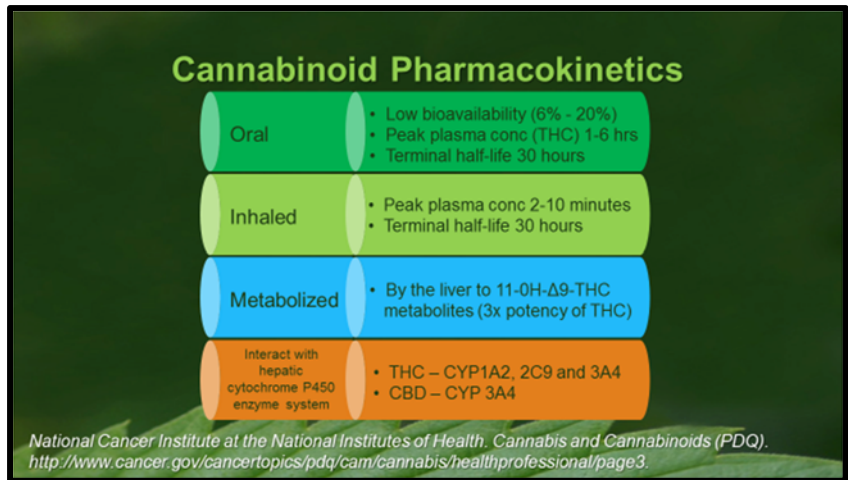 Cannabinoid Pharmacokinetics
Oral
• Low bioavailability (6% - 20%)
• Peak plasma conc (THC) 1-6 hrs
• Terminal half-life 30 hours
Inhaled
• Peak plasma conc 2-10 minutes
• Terminal half-life 30 hours
Metabolized
• By the liver to 11-0H-Δ9-THC
metabolites (3x potency of THC)
Interact with
hepatic
cytochrome P450
enzyme system
• THC – CYP1A2, 2C9 and 3A4
• CBD – CYP 3A4
National Cancer Institute at the National Institutes of Health. Cannabis and Cannabinoids (PDQ).
http://www.cancer.gov/cancertopics/pdq/cam/cannabis/healthprofessional/page3.